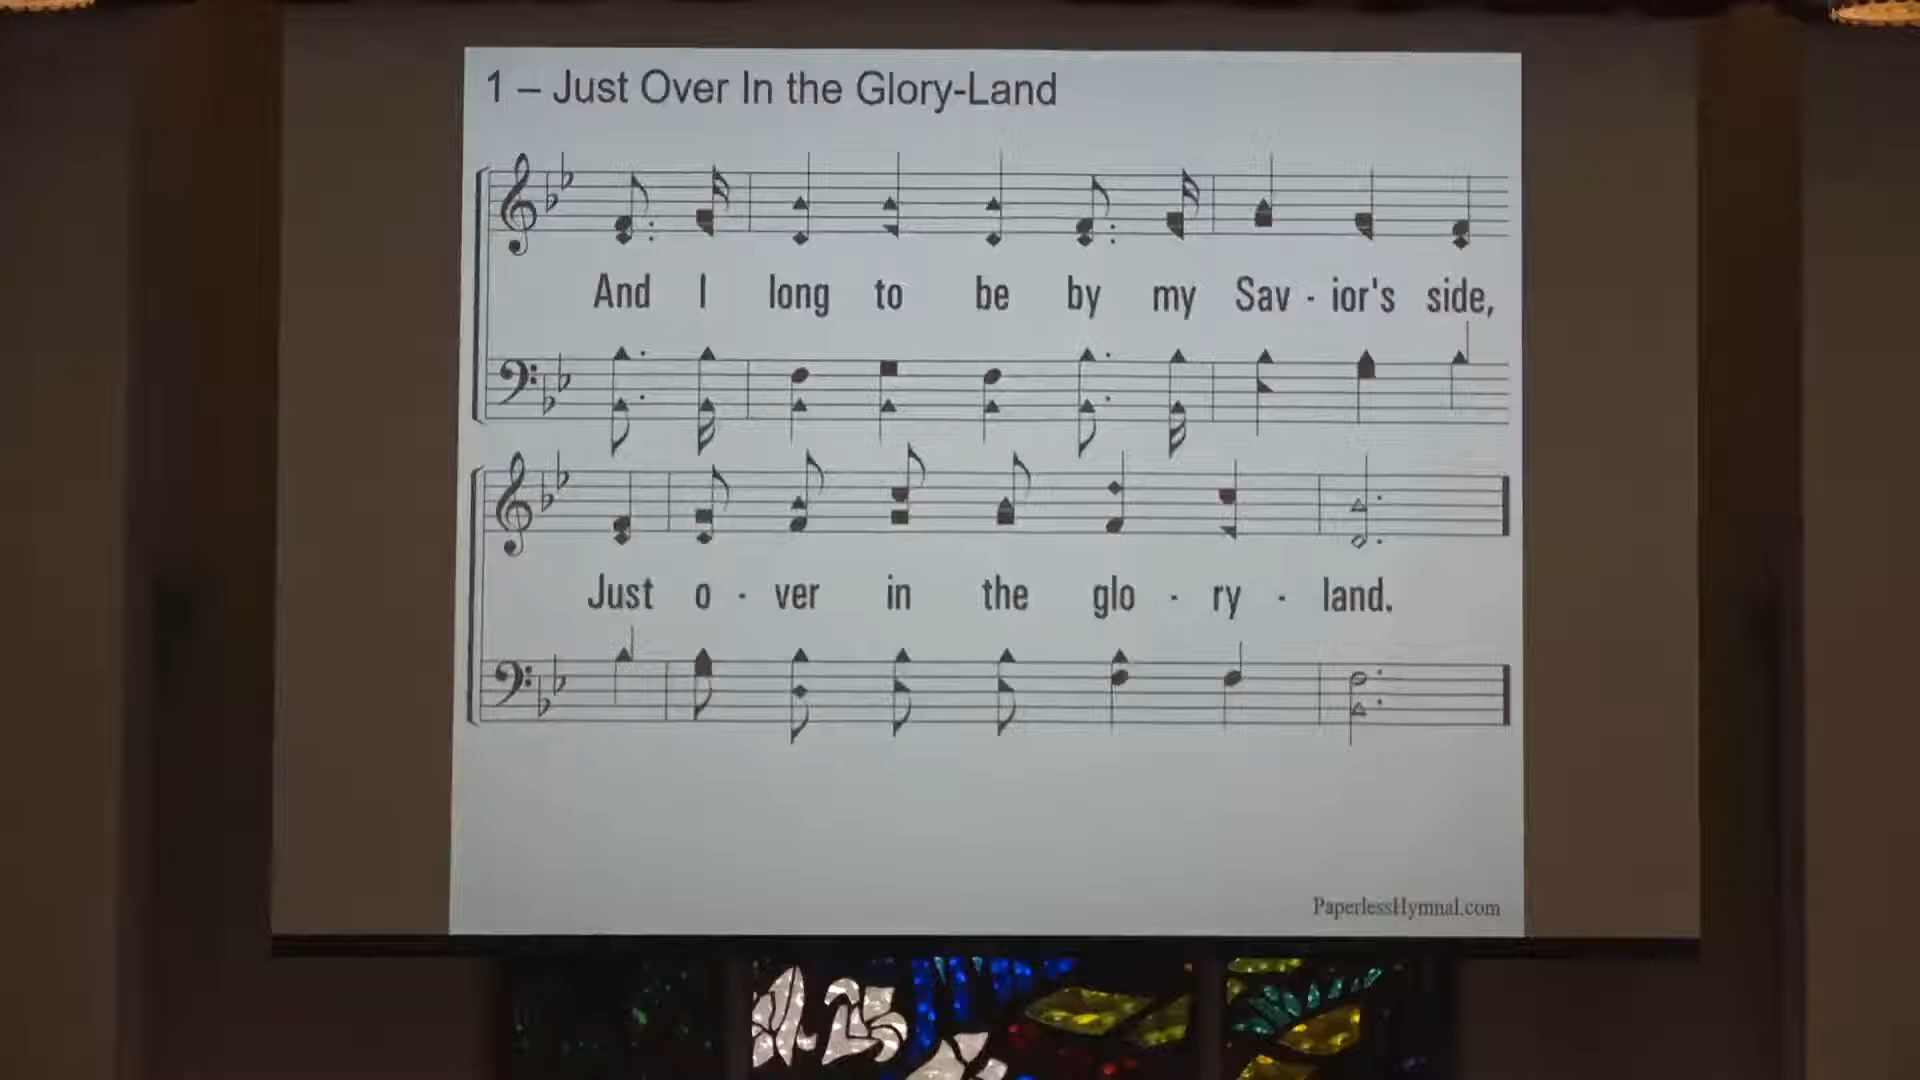 1 – Just Over In the Glory-Land
And I long to be by my Sav - ior's side,
Just o - ver in the glo - ry - land.
PaperlessHymnal.com